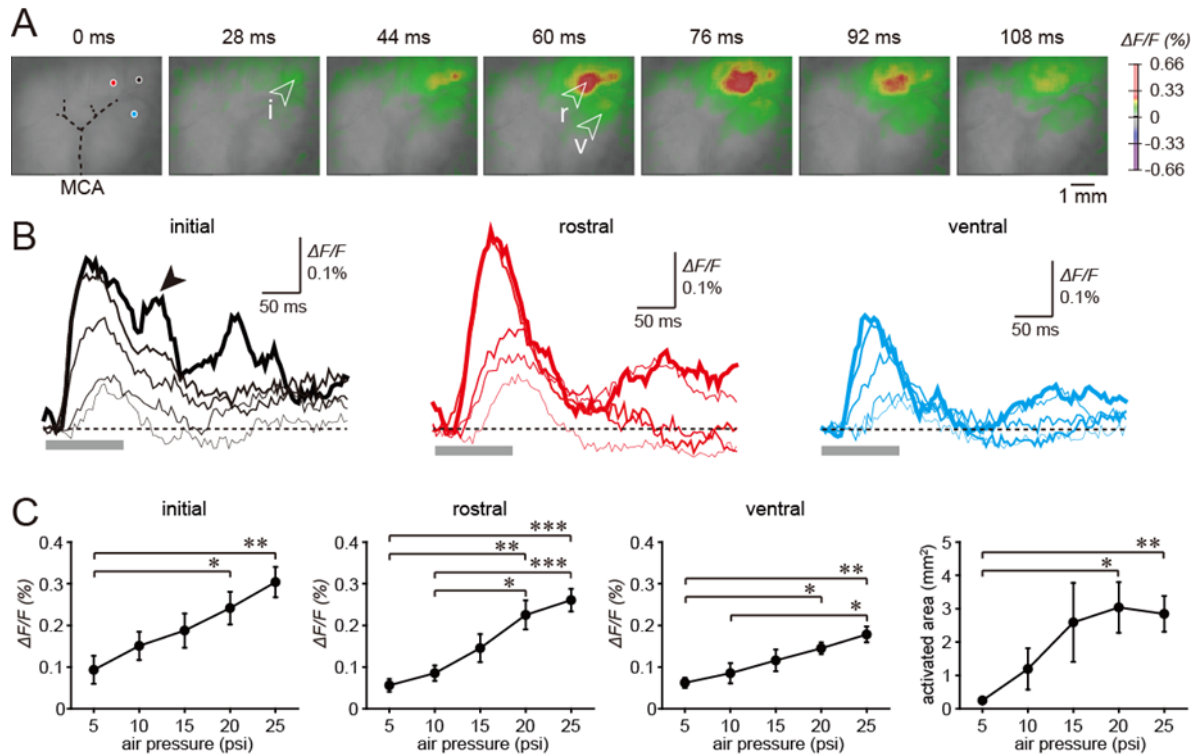 A
0 ms 28 ms 44 ms 60 ms 76 ms 92 ms 108 ms ΔF/F (%)
0.66
0.33
0
-0.33
-0.66
i
r
v
MCA
1 mm
B
initial rostral ventral
ΔF/F
0.1%
50 ms
ΔF/F
0.1%
50 ms
ΔF/F
0.1%
50 ms
C
initial
ΔF/F (%)
0.4
0.3
0.2
0.1
0
**
*
5 10 15 20 25
air pressure (psi)
rostral
ΔF/F (%)
0.4
0.3
0.2
0.1
0
***
**
***
*
5 10 15 20 25
air pressure (psi)
ventral
ΔF/F (%)
0.4
0.3
0.2
0.1
0
**
*
*
5 10 15 20 25
air pressure (psi)
activated area (mm²)
5
4
3
2
1
0
**
*
5 10 15 20 25
air pressure (psi)